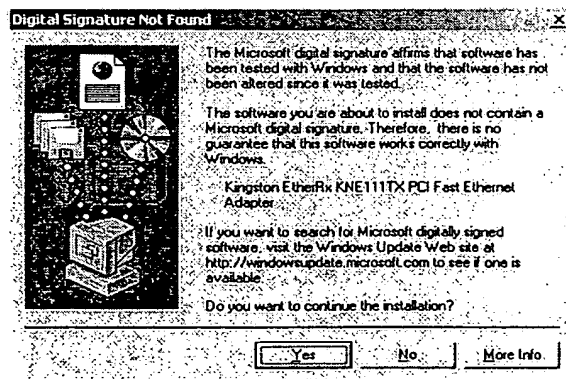 Digital Signature Not Found
The Microsoft digital signature affirms that software has
been tested with Windows and that the software has not
been altered since it was tested.
The software you are about to install does not contain a
Microsoft digital signature. Therefore, there is no
guarantee that this software works correctly with
Windows.
Kingston EtheRx KNE111TX PCI Fast Ethernet
Adapter
If you want to search for Microsoft digitally signed
software, visit the Windows Update Web site at
http://windowsupdate.microsoft.com to see if one is
available.
Do you want to continue the installation?
Yes No More Info